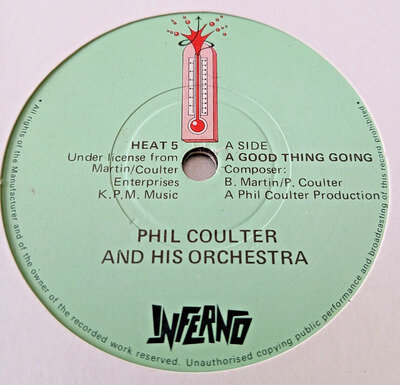 HEAT 5
Under license from
Martin/Coulter
Enterprises
K.P.M. Music
A SIDE
A GOOD THING GOING
Composer:
B. Martin/P. Coulter
A Phil Coulter Production
PHIL COULTER
AND HIS ORCHESTRA
INFERNO
• All rights of the Manufacturer and of the owner of the recorded work reserved. Unauthorised copying public performance and broadcasting of this record prohibited •